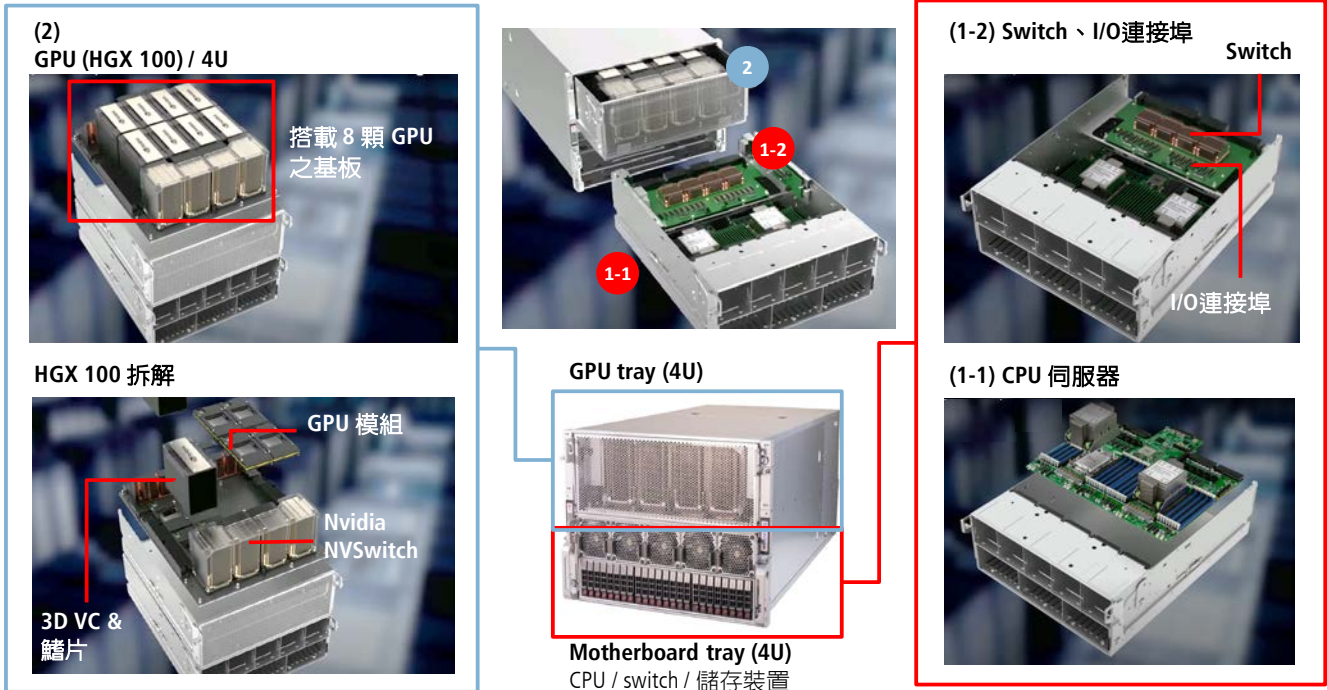 (2)
GPU (HGX 100) / 4U
搭載 8 顆 GPU
之基板
HGX 100 拆解
GPU 模組
Nvidia
NVSwitch
3D VC &
鰭片
2
1-2
1-1
GPU tray (4U)
Motherboard tray (4U)
CPU / switch / 儲存裝置
(1-2) Switch、I/O連接埠
Switch
I/O連接埠
(1-1) CPU 伺服器